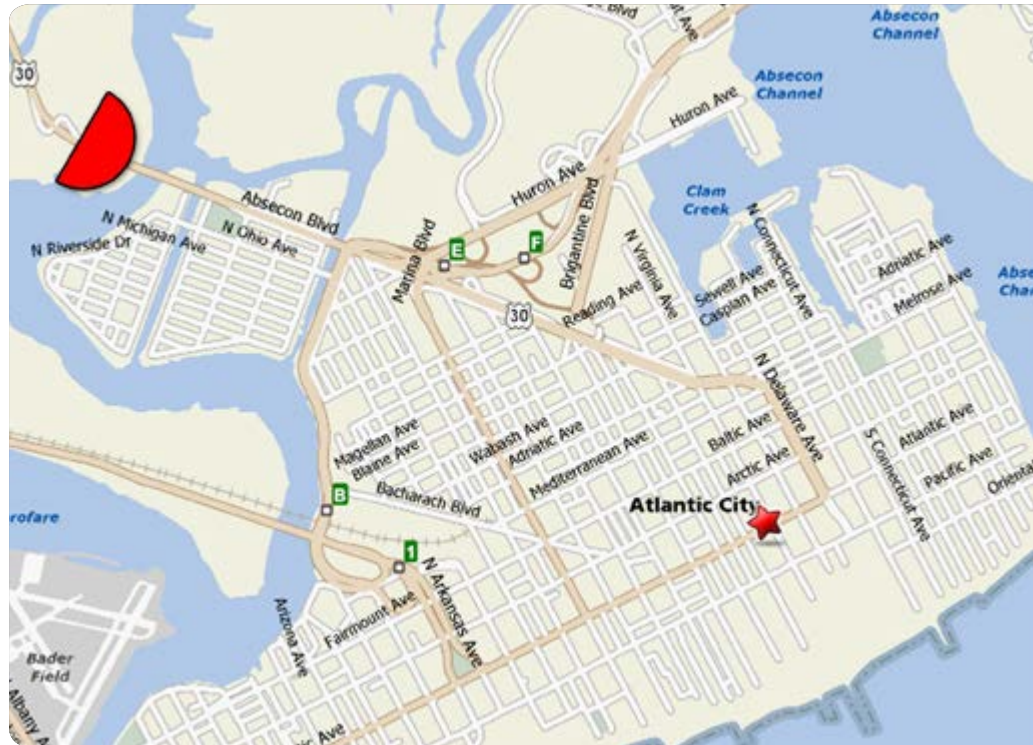 Absecon
Channel
30
Absecon
Channel
Huron Ave
Huron Ave
Clam
Creek
Absecon Blvd
N Michigan Ave
N Ohio Ave
N Riverside Dr
Marina Blvd
E
F
Brigantine Blvd
N Virginia Ave
N Connecticut Ave
Adriatic Ave
Sewell Ave
Caspian Ave
Melrose Ave
Reading Ave
30
N Delaware Ave
Magellan Ave
Blaine Ave
Wabash Ave
Adriatic Ave
Mediterranean Ave
Baltic Ave
Arctic Ave
Atlantic Ave
Pacific Ave
S Connecticut Ave
Bacharach Blvd
B
Atlantic City
1
N Arkansas Ave
Fairmount Ave
Arizona Ave
Bader
Field
Albany